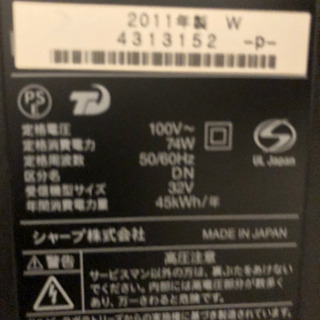 2011年製 W
4313152 -p-
PS
E
定格電圧 100V~
定格消費電力 74W
定格周波数 50/60Hz
区分名 DN
受信機型サイズ 32V
年間消費電力量 45kWh/年
UL Japan
シャープ株式会社 MADE IN JAPAN
警告
高圧注意
サービスマン以外の方は、裏ぶたをあけないでください。
内部には高電圧部分が数多くあり、万一さわると危険です。